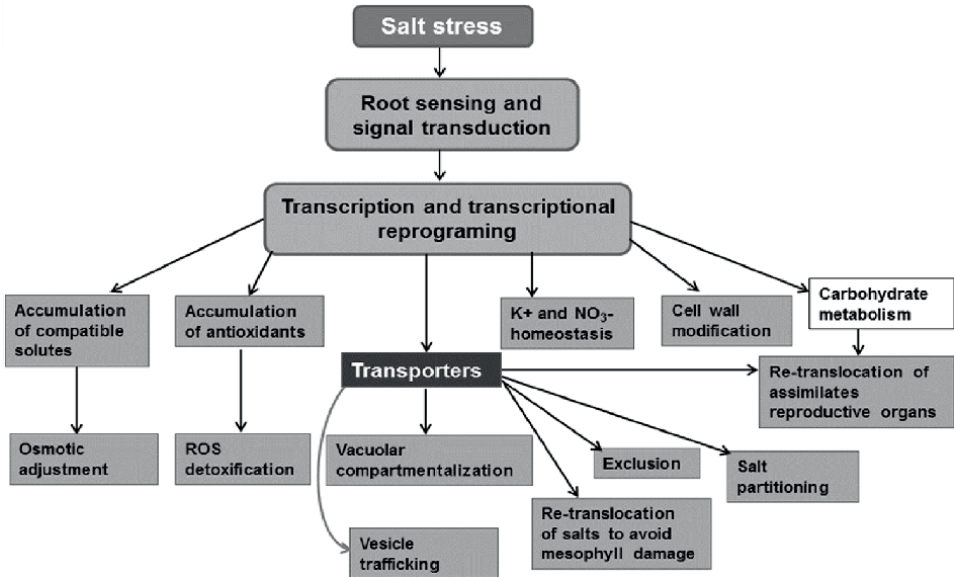 Salt stress
Root sensing and
signal transduction
Transcription and transcriptional
reprograming
Accumulation
of compatible
solutes
Accumulation
of antioxidants
K+ and NO₃-
homeostasis
Cell wall
modification
Carbohydrate
metabolism
Transporters
Re-translocation of
assimilates
reproductive organs
Osmotic
adjustment
ROS
detoxification
Vacuolar
compartmentalization
Exclusion
Salt
partitioning
Re-translocation
of salts to avoid
mesophyll damage
Vesicle
trafficking